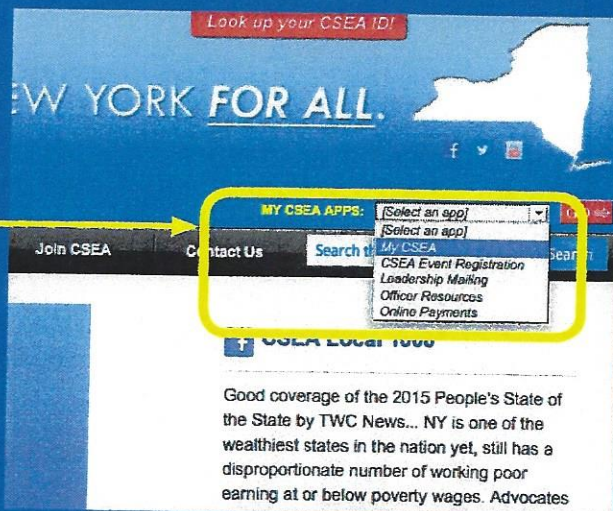 Look up your CSEA ID!
EW YORK FOR ALL.
MY CSEA APPS: [Select an app]
[Select an app]
My CSEA
CSEA Event Registration
Leadership Mailing
Officer Resources
Online Payments
Join CSEA
Contact Us
Search
Search
CSEA Local 1000
Good coverage of the 2015 People's State of
the State by TWC News... NY is one of the
wealthiest states in the nation yet, still has a
disproportionate number of working poor
earning at or below poverty wages. Advocates